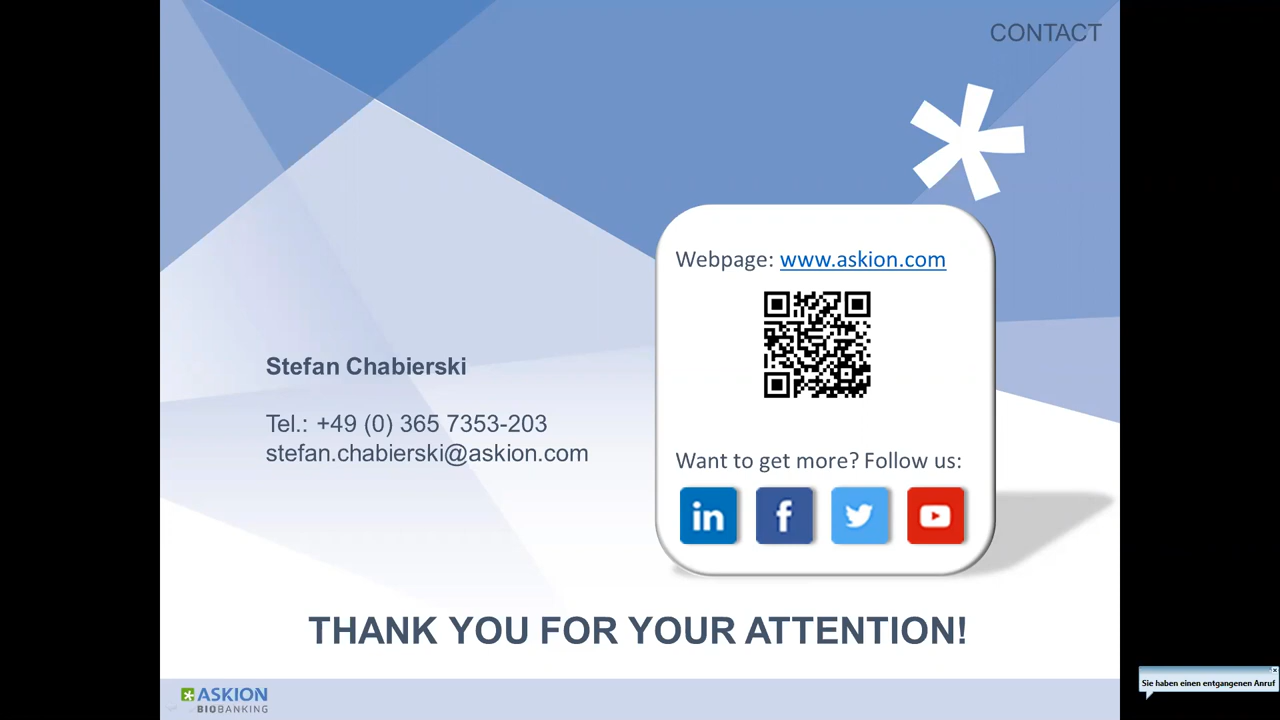 CONTACT
Webpage: www.askion.com
Stefan Chabierski
Tel.: +49 (0) 365 7353-203
stefan.chabierski@askion.com
Want to get more? Follow us:
in f
THANK YOU FOR YOUR ATTENTION!
ASKION
BIOBANKING
Sie haben einen entgangenen Anruf